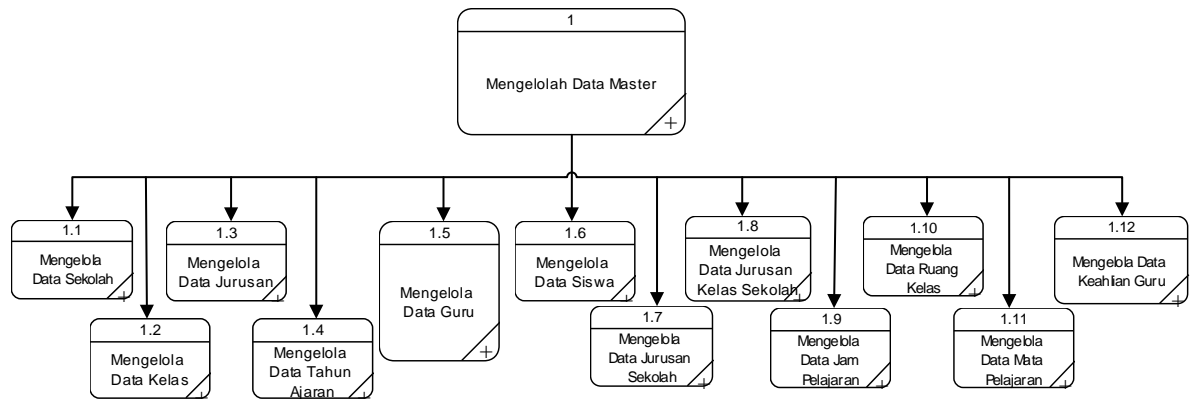 1
Mengelolah Data Master
1.1
Mengelola
Data Sekolah
1.2
Mengelola
Data Kelas
1.3
Mengelola
Data Jurusan
1.4
Mengelola
Data Tahun
Ajaran
1.5
Mengelola
Data Guru
1.6
Mengelola
Data Siswa
1.7
Mengelola
Data Jurusan
Sekolah
1.8
Mengelola
Data Jurusan
Kelas Sekolah
1.9
Mengelola
Data Jam
Pelajaran
1.10
Mengelola
Data Ruang
Kelas
1.11
Mengelola
Data Mata
Pelajaran
1.12
Mengelola Data
Keahlian Guru